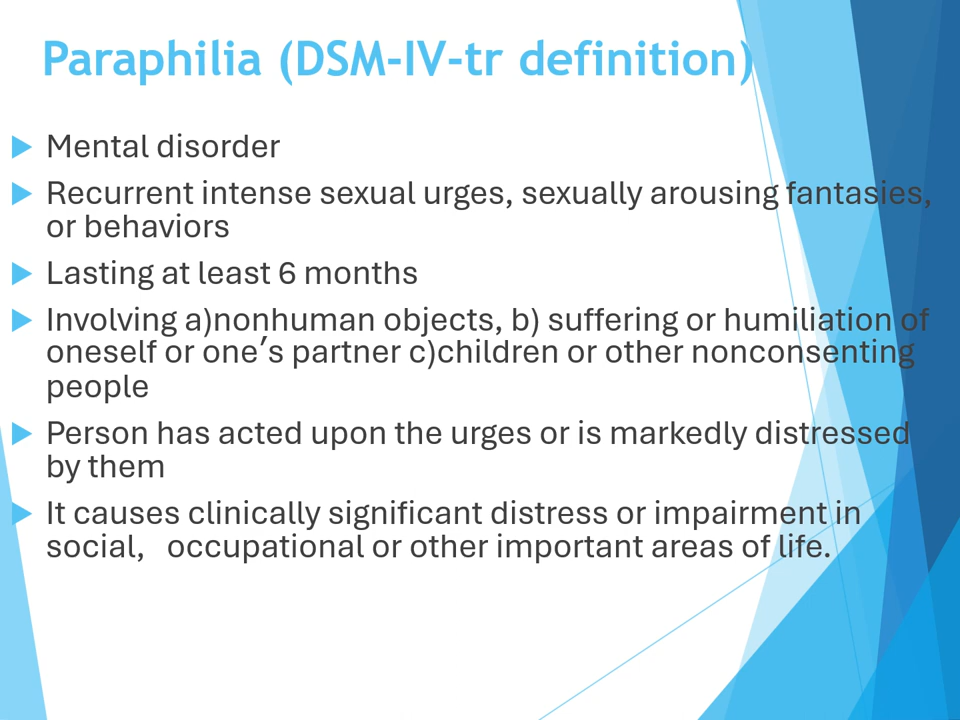 Paraphilia (DSM-IV-tr definition)
Mental disorder
Recurrent intense sexual urges, sexually arousing fantasies,
or behaviors
Lasting at least 6 months
Involving a)nonhuman objects, b) suffering or humiliation of
oneself or one’s partner c)children or other nonconsenting
people
Person has acted upon the urges or is markedly distressed
by them
It causes clinically significant distress or impairment in
social,   occupational or other important areas of life.